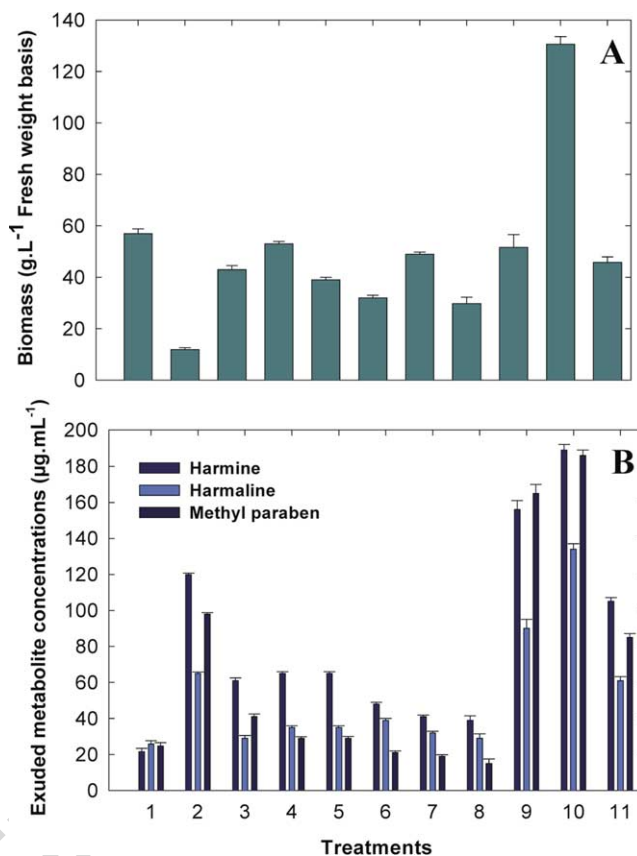 A
Biomass (g.L⁻¹ Fresh weight basis)
140
120
100
80
60
40
20
0
B
Exuded metabolite concentrations (µg.mL⁻¹)
200
180
160
140
120
100
80
60
40
20
0
Harmine
Harmaline
Methyl paraben
1 2 3 4 5 6 7 8 9 10 11
Treatments